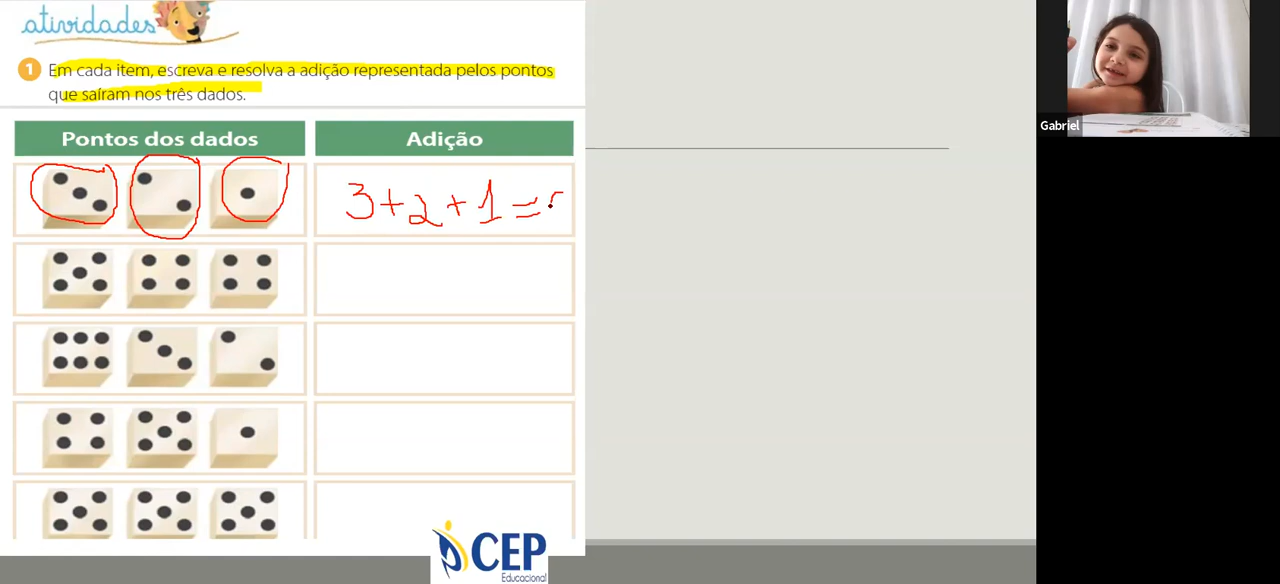 atividades
1 Em cada item, escreva e resolva a adição representada pelos pontos
que saíram nos três dados.
Pontos dos dados Adição
3+2+1=
CEP
Educacional
Gabriel